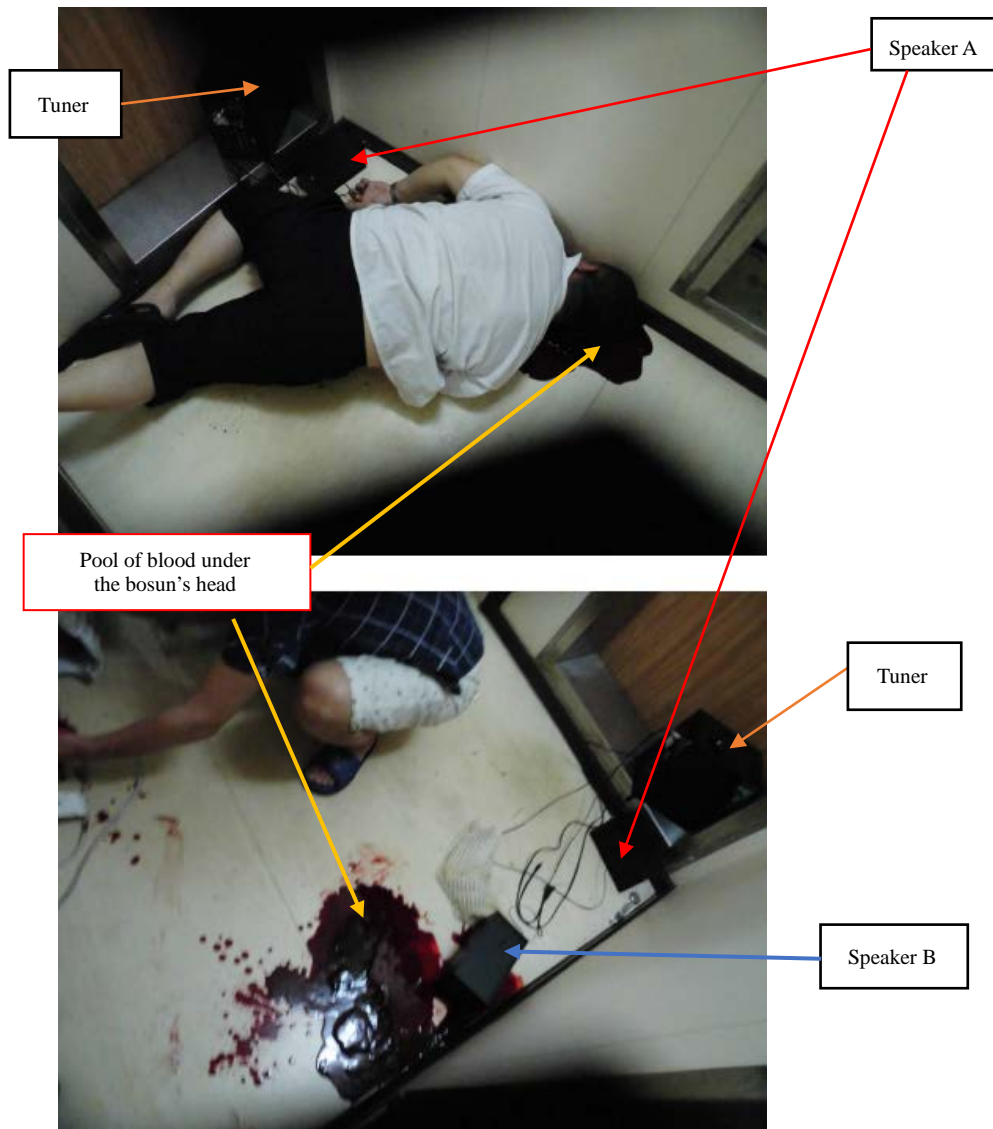 Speaker A
Tuner
Pool of blood under
the bosun's head
Tuner
Speaker B